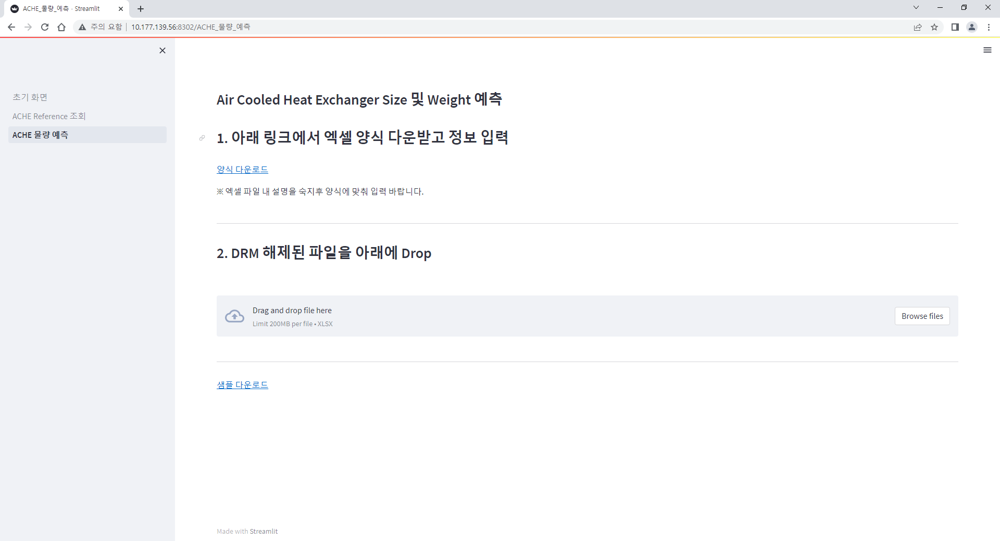 ACHE_물량_예측 · Streamlit
주의 요함 | 10.177.139.56:8302/ACHE_물량_예측
초기 화면
ACHE Reference 조회
ACHE 물량 예측
Air Cooled Heat Exchanger Size 및 Weight 예측
1. 아래 링크에서 엑셀 양식 다운받고 정보 입력
양식 다운로드
※ 엑셀 파일 내 설명을 숙지후 양식에 맞춰 입력 바랍니다.
2. DRM 해제된 파일을 아래에 Drop
Drag and drop file here
Limit 200MB per file • XLSX
Browse files
샘플 다운로드
Made with Streamlit